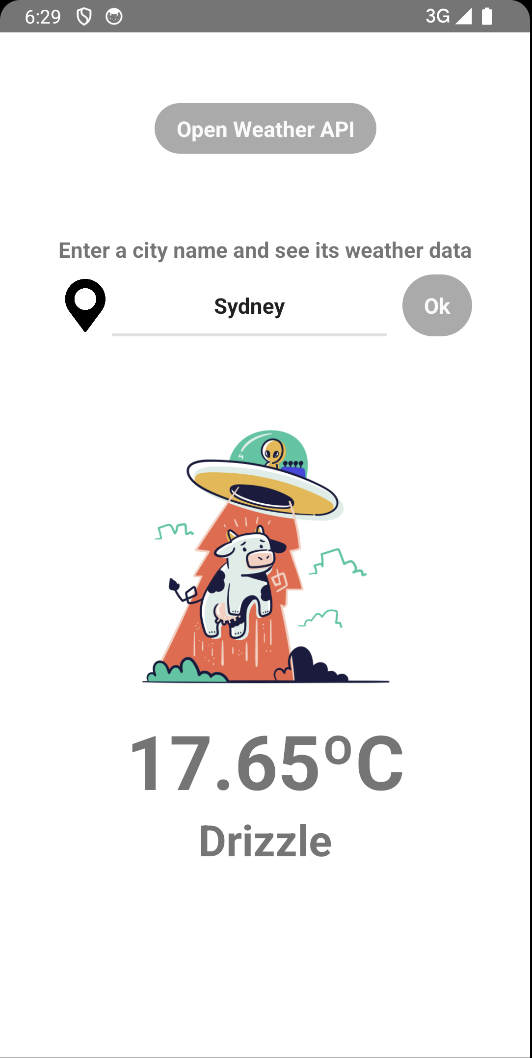 6:29 3G
Open Weather API
Enter a city name and see its weather data
Sydney Ok
17.65ºC
Drizzle